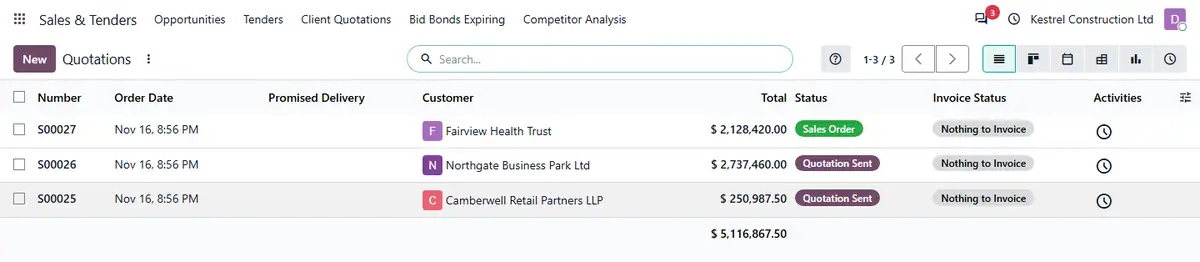 Sales & Tenders Opportunities Tenders Client Quotations Bid Bonds Expiring Competitor Analysis 3 Kestrel Construction Ltd D
New Quotations Search... 1-3 / 3
Number Order Date Promised Delivery Customer Total Status Invoice Status Activities
S00027 Nov 16, 8:56 PM F Fairview Health Trust $ 2,128,420.00 Sales Order Nothing to Invoice
S00026 Nov 16, 8:56 PM N Northgate Business Park Ltd $ 2,737,460.00 Quotation Sent Nothing to Invoice
S00025 Nov 16, 8:56 PM C Camberwell Retail Partners LLP $ 250,987.50 Quotation Sent Nothing to Invoice
$ 5,116,867.50